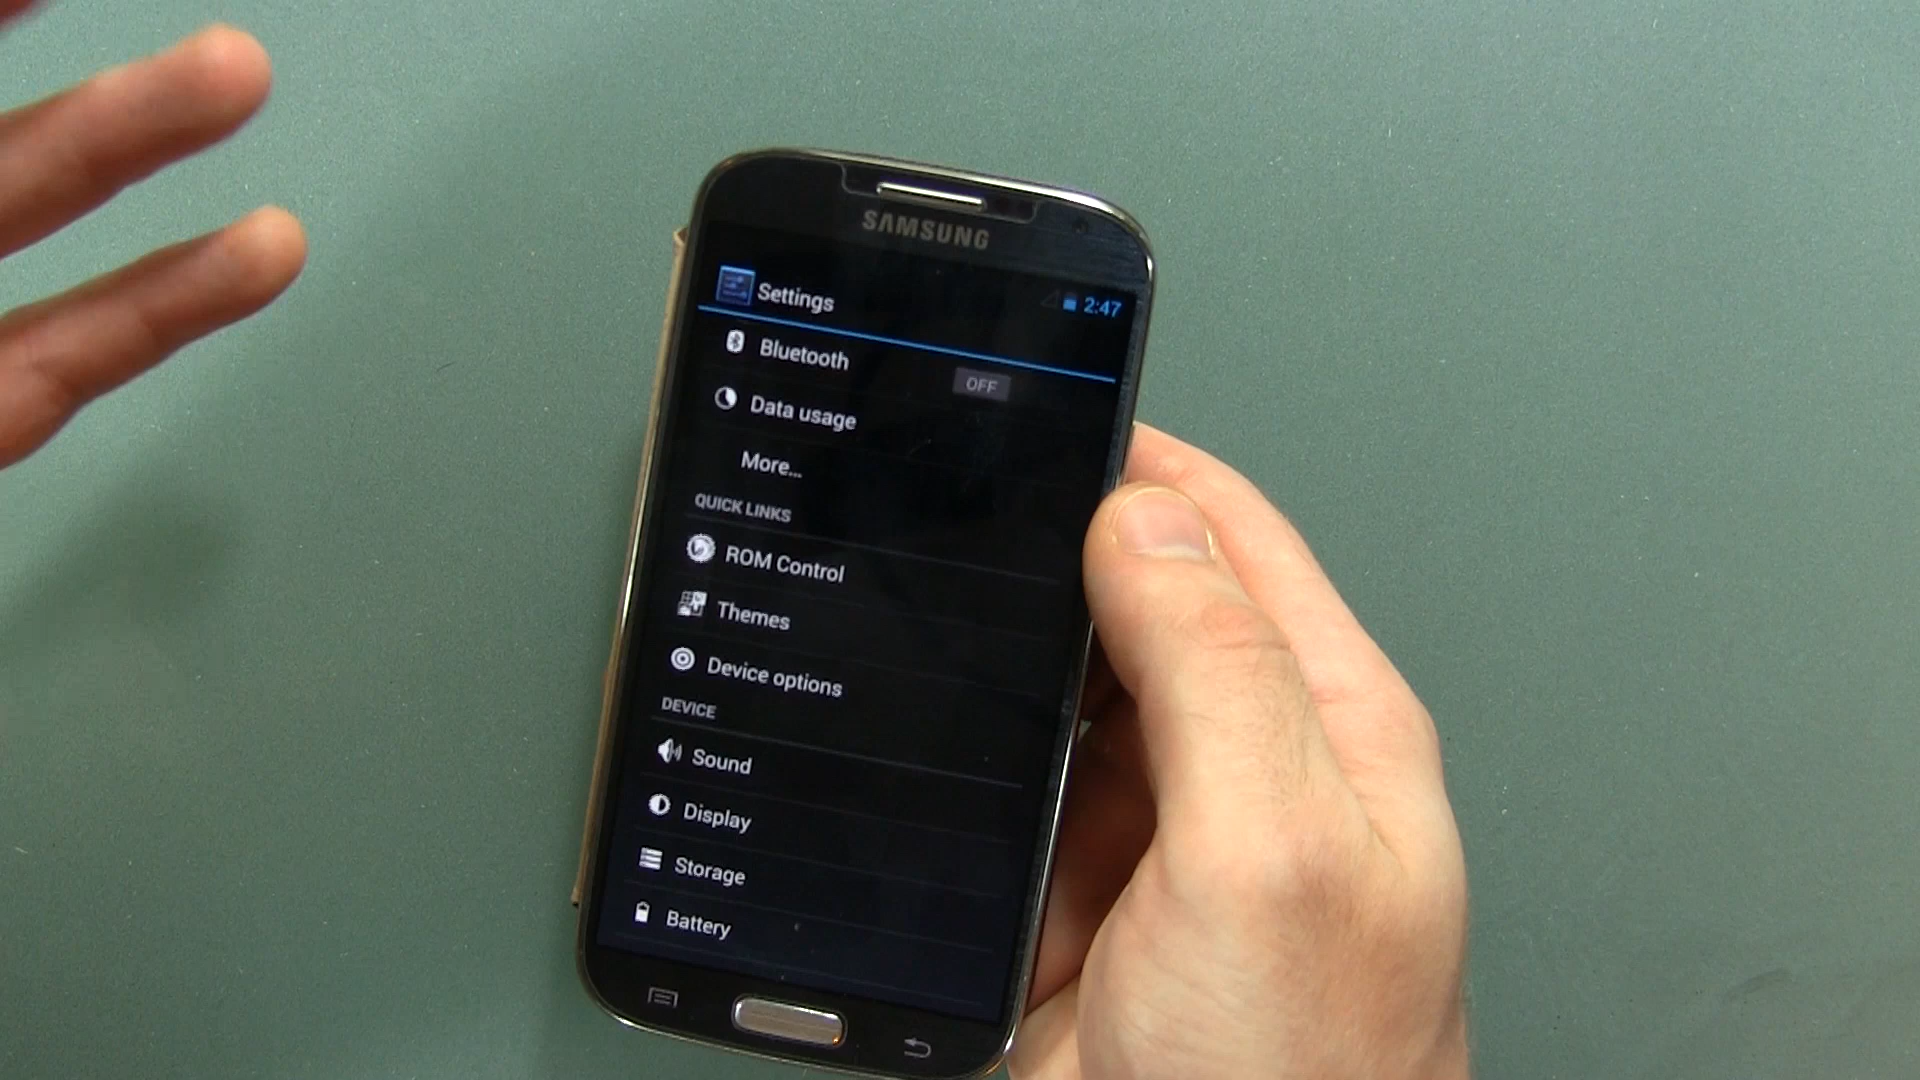 SAMSUNG
Settings
2:47
Bluetooth
OFF
Data usage
More...
QUICK LINKS
ROM Control
Themes
Device options
DEVICE
Sound
Display
Storage
Battery